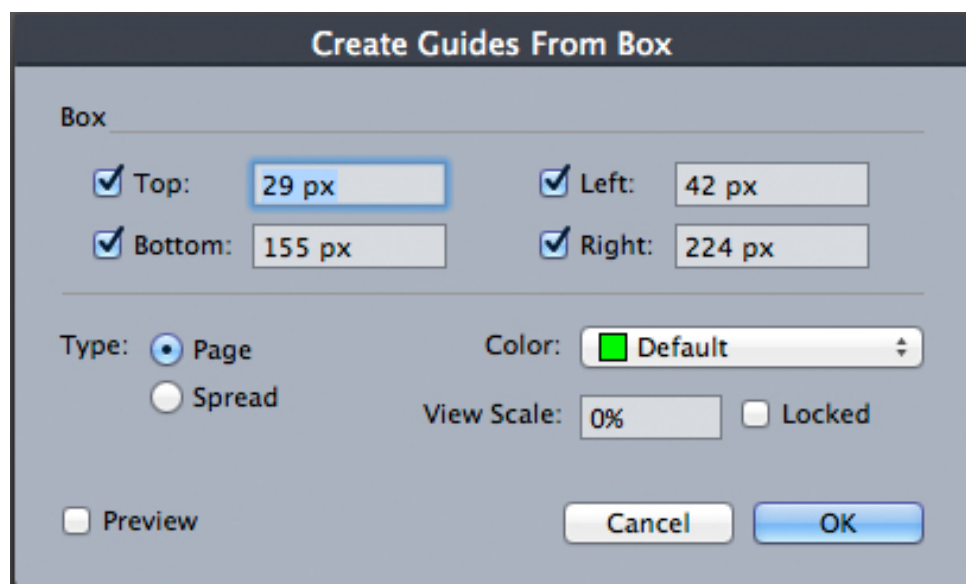 Create Guides From Box
Box
Top: 29 px Left: 42 px
Bottom: 155 px Right: 224 px
Type: Page Color: Default
Spread
View Scale: 0% Locked
Preview Cancel OK